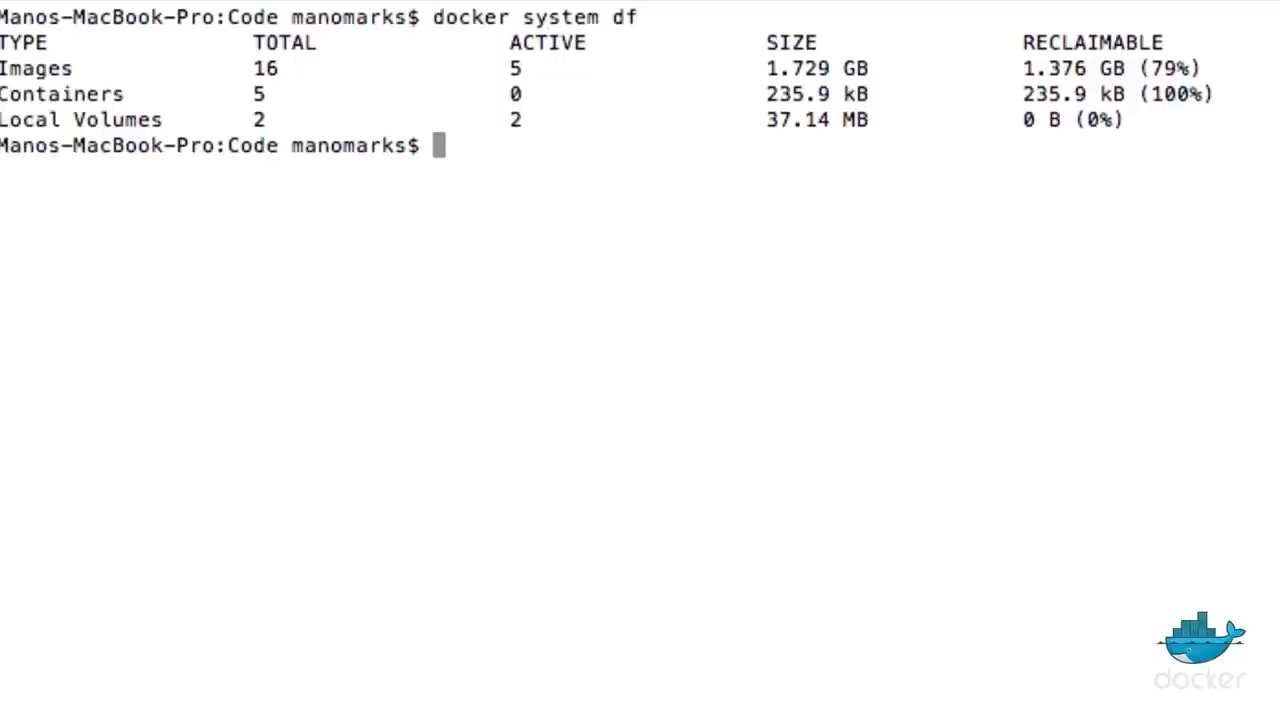 Manos-MacBook-Pro:Code manomarks$ docker system df
TYPE TOTAL ACTIVE SIZE RECLAIMABLE
Images 16 5 1.729 GB 1.376 GB (79%)
Containers 5 0 235.9 kB 235.9 kB (100%)
Local Volumes 2 2 37.14 MB 0 B (0%)
Manos-MacBook-Pro:Code manomarks$
docker